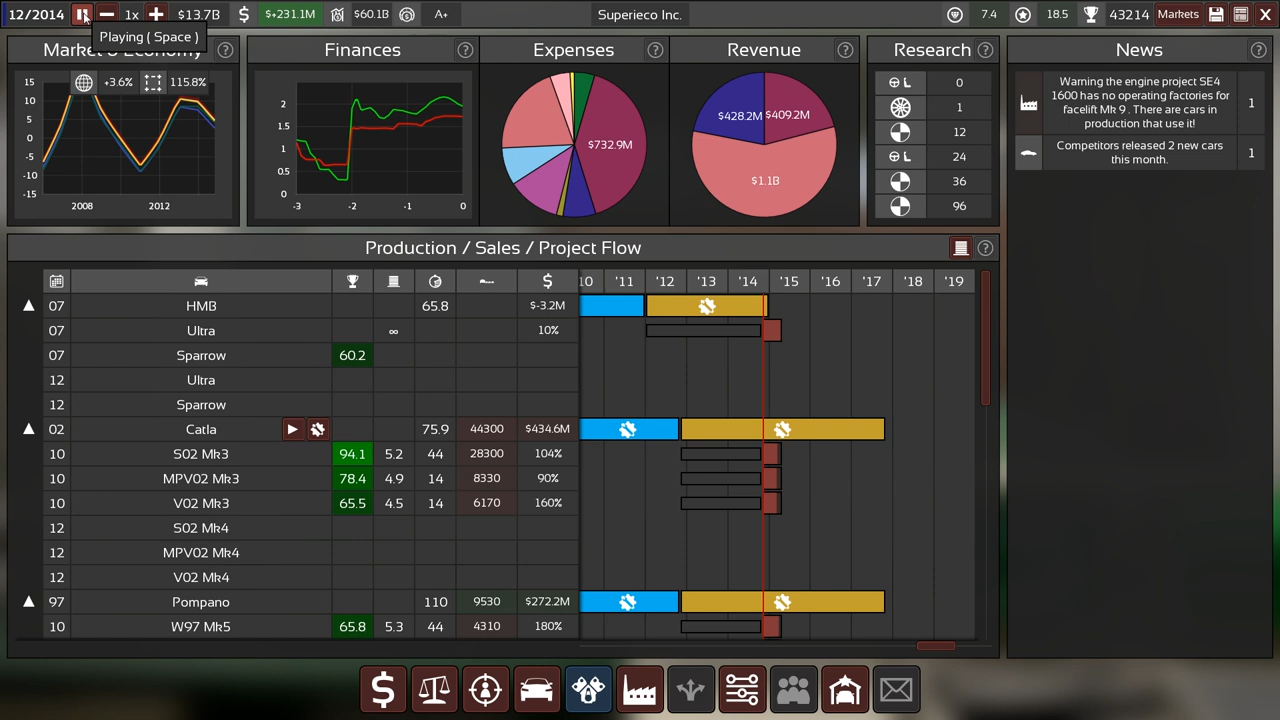 12/2014 1x $13.7B $ $+231.1M $60.1B A+ Superieco Inc. 7.4 18.5 43214 Markets
Playing ( Space )
Market & Economy ? Finances ? Expenses ? Revenue ? Research ? News ?
15 +3.6% 115.8%
10
5
0
-5
-10
-15
2008 2012
2
1.5
1
0.5
0
-3 -2 -1 0
$732.9M
$428.2M $409.2M
$1.1B
L 0
1
12
L 24
36
96
Warning the engine project SE4
1600 has no operating factories for
facelift Mk 9 . There are cars in
production that use it!
1
Competitors released 2 new cars
this month.
1
Production / Sales / Project Flow ?
$ 10 '11 '12 '13 '14 '15 '16 '17 '18 '19
07 HMB 65.8 $-3.2M
07 Ultra ∞ 10%
07 Sparrow 60.2
12 Ultra
12 Sparrow
02 Catla 75.9 44300 $434.6M
10 S02 Mk3 94.1 5.2 44 28300 104%
10 MPV02 Mk3 78.4 4.9 14 8330 90%
10 V02 Mk3 65.5 4.5 14 6170 160%
12 S02 Mk4
12 MPV02 Mk4
12 V02 Mk4
97 Pompano 110 9530 $272.2M
10 W97 Mk5 65.8 5.3 44 4310 180%
$